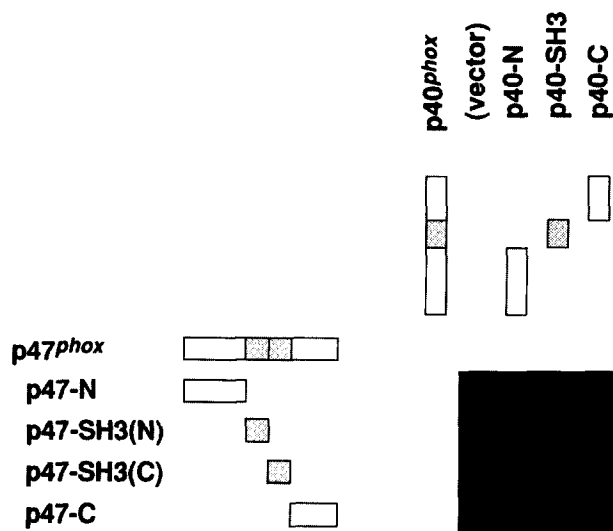 p40phox
(vector)
p40-N
p40-SH3
p40-C
p47phox
p47-N
p47-SH3(N)
p47-SH3(C)
p47-C